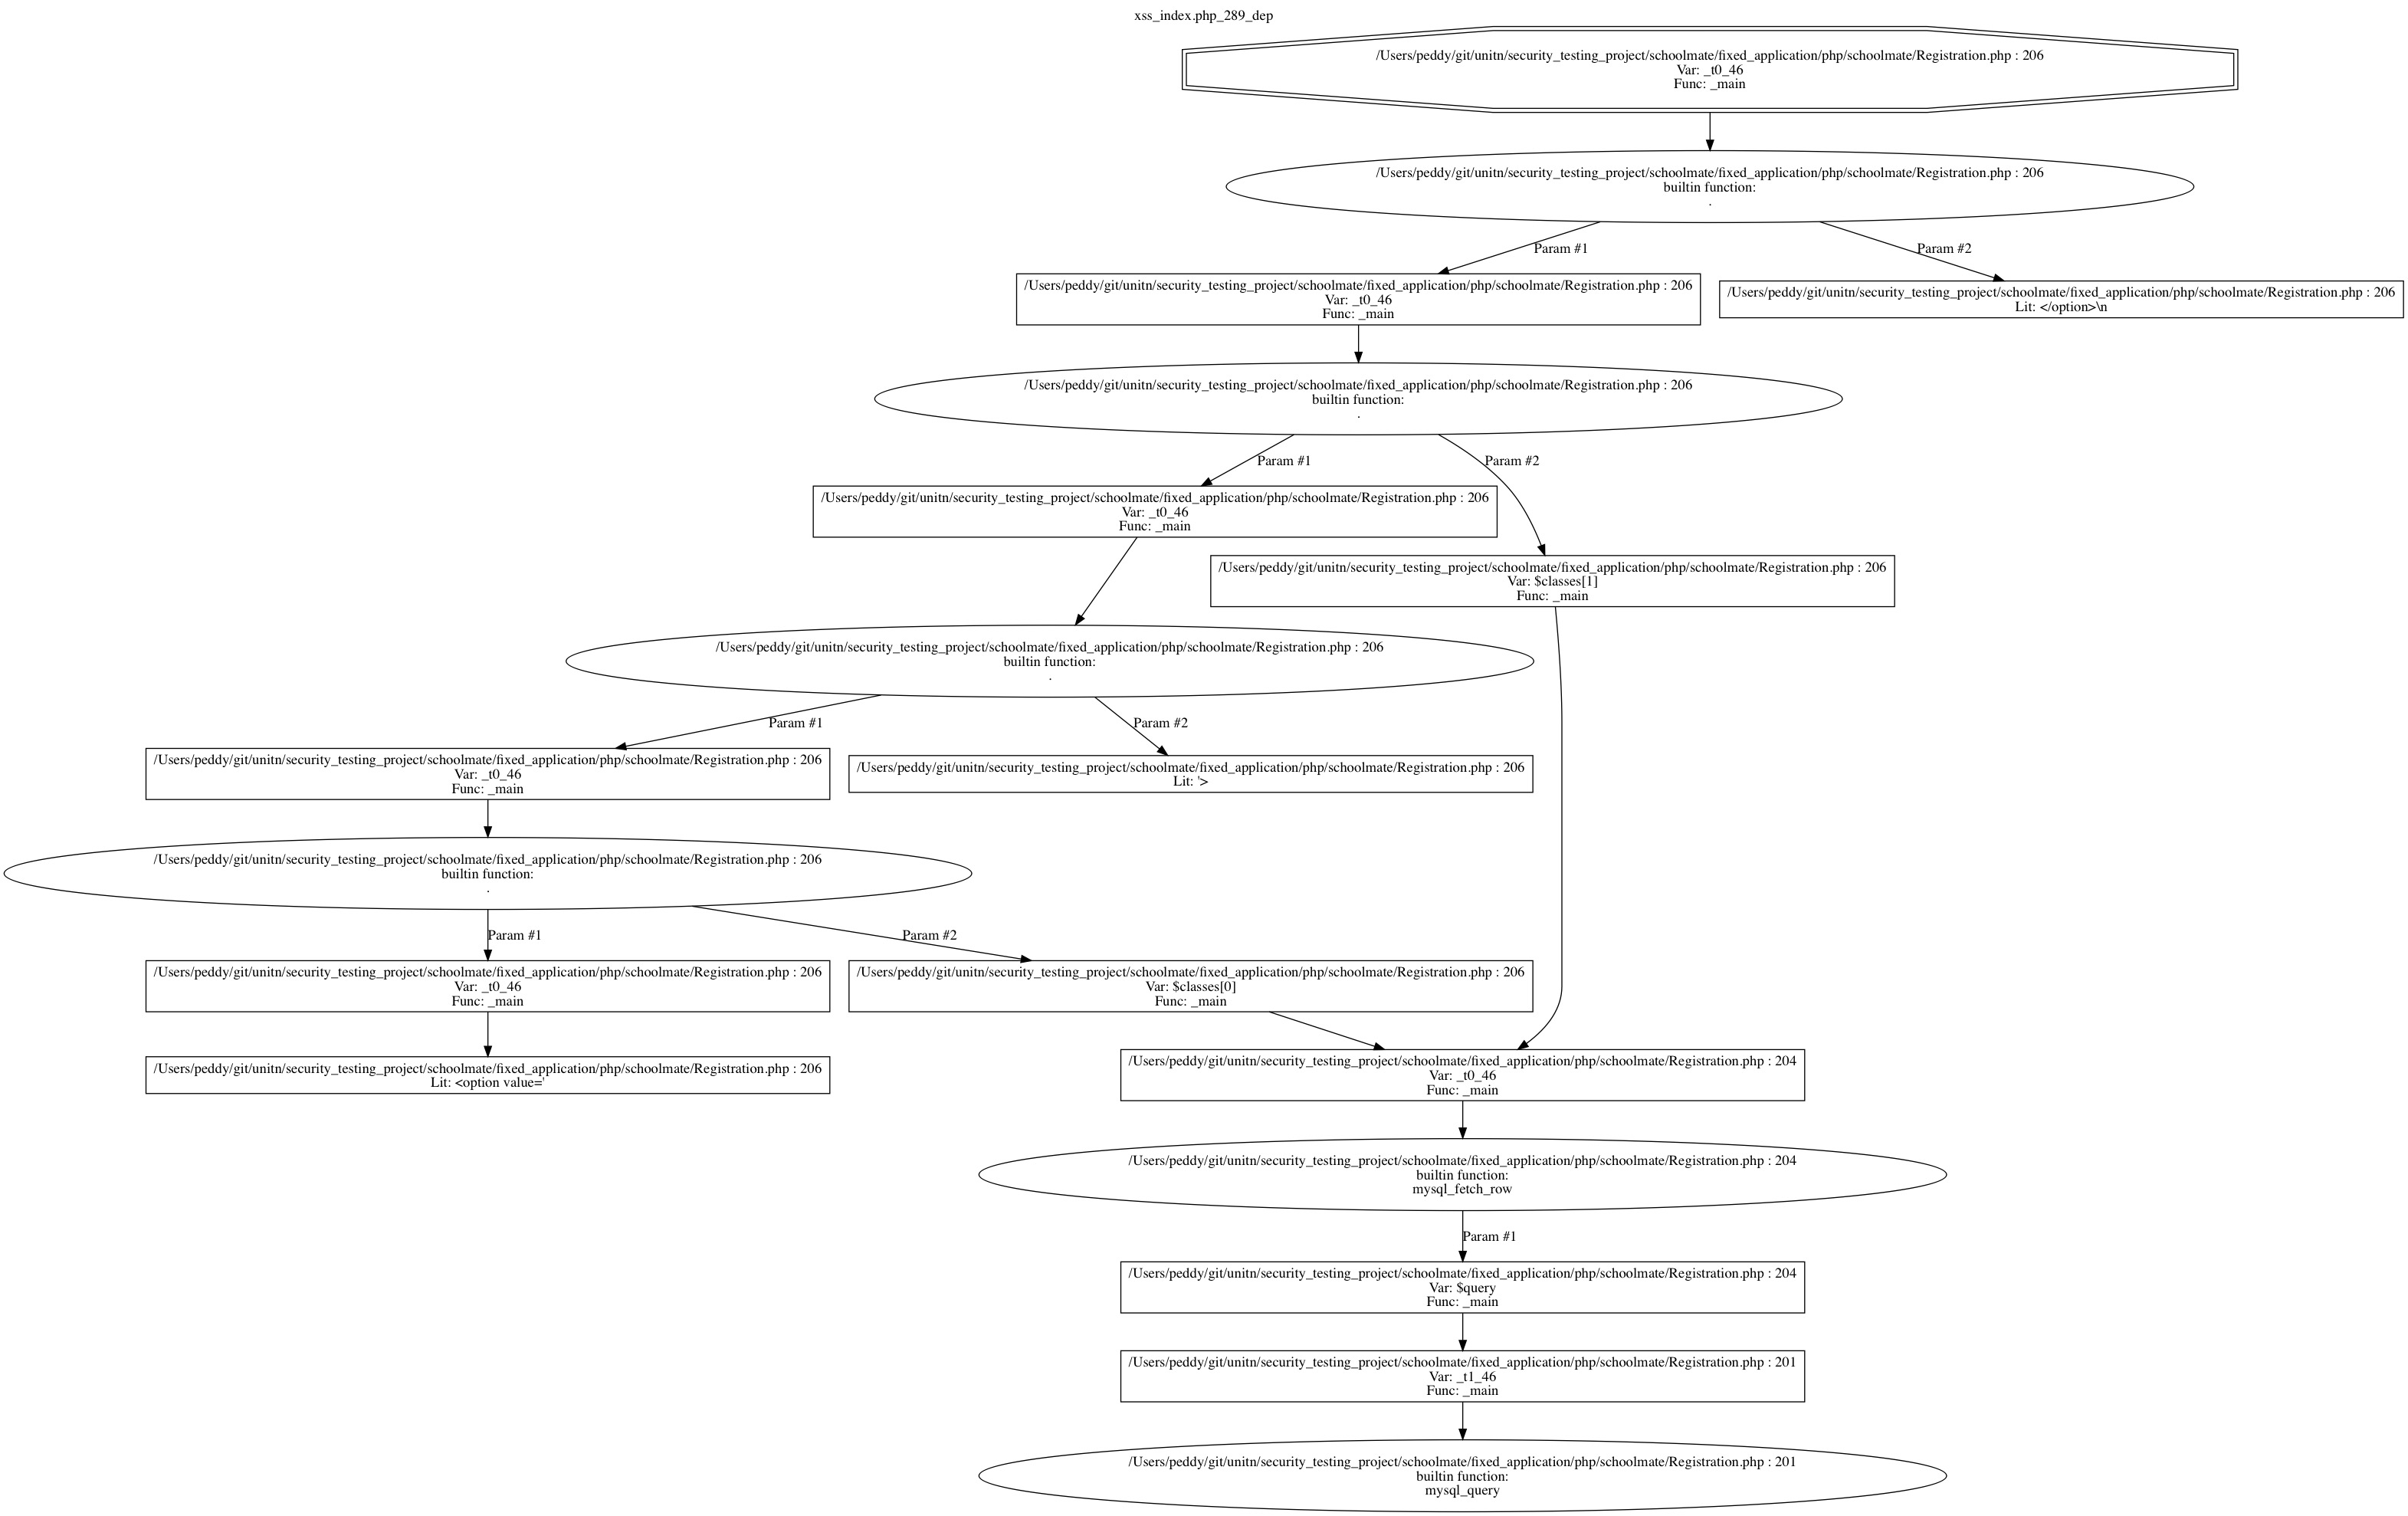 xss_index.php_289_dep
/Users/peddy/git/unitn/security_testing_project/schoolmate/fixed_application/php/schoolmate/Registration.php : 206
Var: _t0_46
Func: _main
/Users/peddy/git/unitn/security_testing_project/schoolmate/fixed_application/php/schoolmate/Registration.php : 206
builtin function:
.
Param #1
Param #2
/Users/peddy/git/unitn/security_testing_project/schoolmate/fixed_application/php/schoolmate/Registration.php : 206
Var: _t0_46
Func: _main
/Users/peddy/git/unitn/security_testing_project/schoolmate/fixed_application/php/schoolmate/Registration.php : 206
Lit: </option>\n
/Users/peddy/git/unitn/security_testing_project/schoolmate/fixed_application/php/schoolmate/Registration.php : 206
builtin function:
.
Param #1
Param #2
/Users/peddy/git/unitn/security_testing_project/schoolmate/fixed_application/php/schoolmate/Registration.php : 206
Var: _t0_46
Func: _main
/Users/peddy/git/unitn/security_testing_project/schoolmate/fixed_application/php/schoolmate/Registration.php : 206
Var: $classes[1]
Func: _main
/Users/peddy/git/unitn/security_testing_project/schoolmate/fixed_application/php/schoolmate/Registration.php : 206
builtin function:
.
Param #1
Param #2
/Users/peddy/git/unitn/security_testing_project/schoolmate/fixed_application/php/schoolmate/Registration.php : 206
Var: _t0_46
Func: _main
/Users/peddy/git/unitn/security_testing_project/schoolmate/fixed_application/php/schoolmate/Registration.php : 206
Lit: '>
/Users/peddy/git/unitn/security_testing_project/schoolmate/fixed_application/php/schoolmate/Registration.php : 206
builtin function:
.
Param #1
Param #2
/Users/peddy/git/unitn/security_testing_project/schoolmate/fixed_application/php/schoolmate/Registration.php : 206
Var: _t0_46
Func: _main
/Users/peddy/git/unitn/security_testing_project/schoolmate/fixed_application/php/schoolmate/Registration.php : 206
Var: $classes[0]
Func: _main
/Users/peddy/git/unitn/security_testing_project/schoolmate/fixed_application/php/schoolmate/Registration.php : 206
Lit: <option value='
/Users/peddy/git/unitn/security_testing_project/schoolmate/fixed_application/php/schoolmate/Registration.php : 204
Var: _t0_46
Func: _main
/Users/peddy/git/unitn/security_testing_project/schoolmate/fixed_application/php/schoolmate/Registration.php : 204
builtin function:
mysql_fetch_row
Param #1
/Users/peddy/git/unitn/security_testing_project/schoolmate/fixed_application/php/schoolmate/Registration.php : 204
Var: $query
Func: _main
/Users/peddy/git/unitn/security_testing_project/schoolmate/fixed_application/php/schoolmate/Registration.php : 201
Var: _t1_46
Func: _main
/Users/peddy/git/unitn/security_testing_project/schoolmate/fixed_application/php/schoolmate/Registration.php : 201
builtin function:
mysql_query